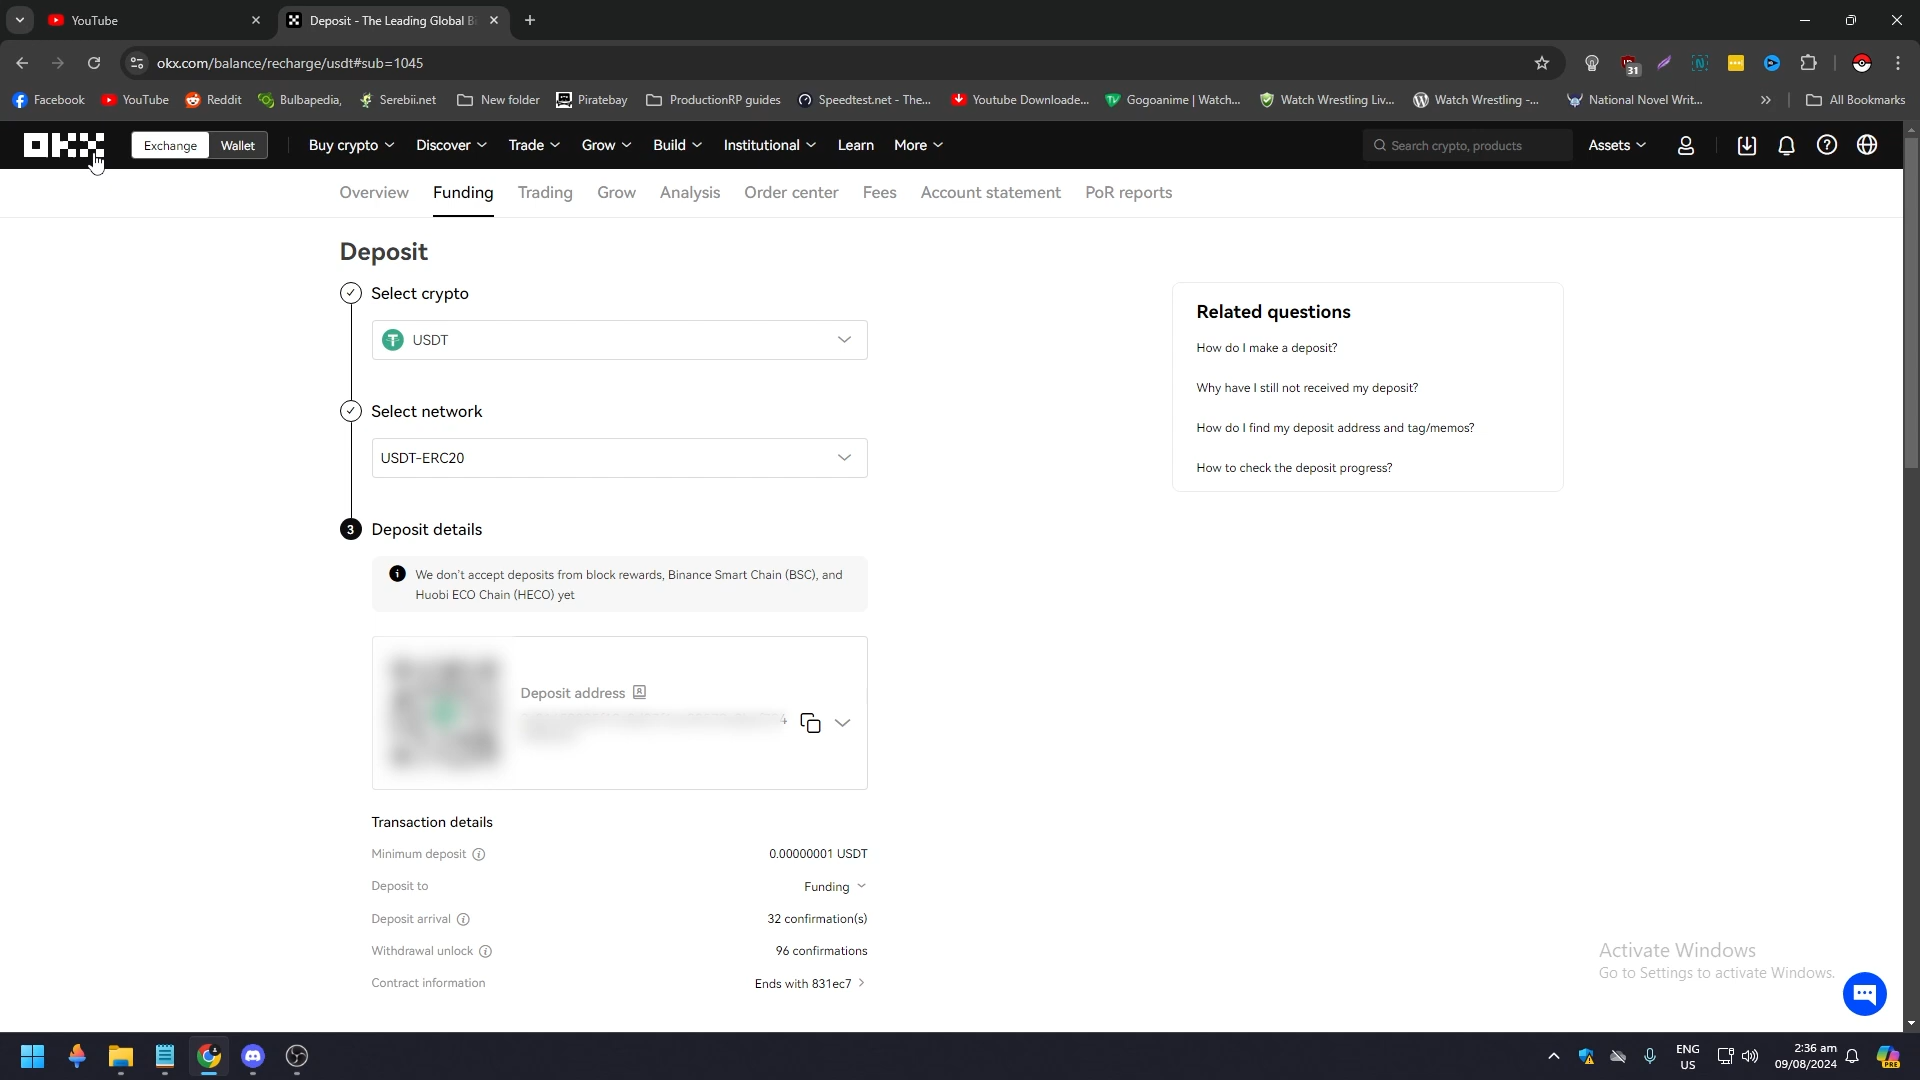 YouTube
Deposit - The Leading Global B
okx.com/balance/recharge/usdt#sub=1045
31
Facebook YouTube Reddit Bulbapedia, Serebii.net New folder Piratebay ProductionRP guides Speedtest.net - The... Youtube Downloade... Gogoanime | Watch... Watch Wrestling Liv... Watch Wrestling -... National Novel Writ... » All Bookmarks
OKX Exchange Wallet Buy crypto Discover Trade Grow Build Institutional Learn More Search crypto, products Assets
Overview Funding Trading Grow Analysis Order center Fees Account statement PoR reports
Deposit
Select crypto
USDT
Select network
USDT-ERC20
3 Deposit details
We don't accept deposits from block rewards, Binance Smart Chain (BSC), and
Huobi ECO Chain (HECO) yet
Deposit address
Transaction details
Minimum deposit 0.00000001 USDT
Deposit to Funding
Deposit arrival 32 confirmation(s)
Withdrawal unlock 96 confirmations
Contract information Ends with 831ec7
Related questions
How do I make a deposit?
Why have I still not received my deposit?
How do I find my deposit address and tag/memos?
How to check the deposit progress?
Activate Windows
Go to Settings to activate Windows.
ENG
US
2:36 am
09/08/2024
PRE